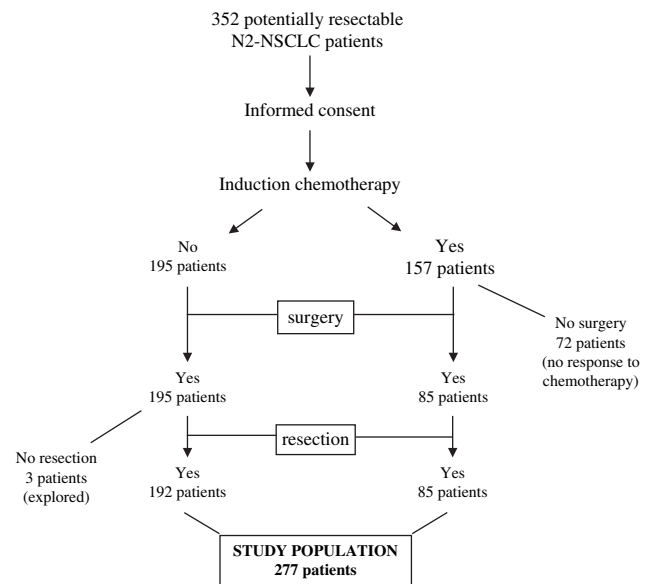 352 potentially resectable
N2-NSCLC patients
Informed consent
Induction chemotherapy
No
195 patients
Yes
157 patients
surgery
No surgery
72 patients
(no response to
chemotherapy)
Yes
195 patients
Yes
85 patients
resection
No resection
3 patients
(explored)
Yes
192 patients
Yes
85 patients
STUDY POPULATION
277 patients